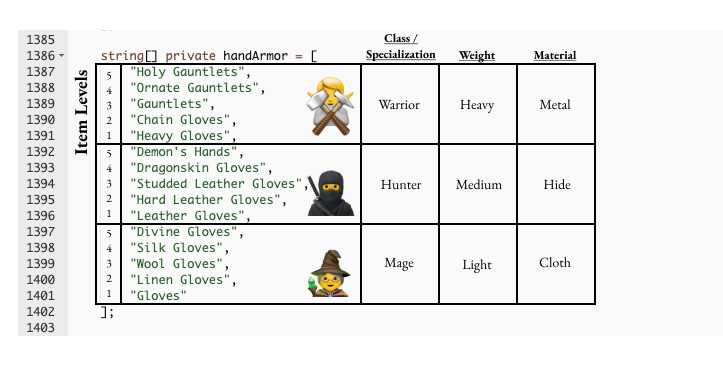 1385
Class /
1386 string[] private handArmor = [ Specialization Weight Material
Item Levels
1387 5 "Holy Gauntlets",
1388 4 "Ornate Gauntlets",
1389 3 "Gauntlets", Warrior Heavy Metal
1390 2 "Chain Gloves",
1391 1 "Heavy Gloves",
1392 5 "Demon's Hands",
1393 4 "Dragonskin Gloves",
1394 3 "Studded Leather Gloves", Hunter Medium Hide
1395 2 "Hard Leather Gloves",
1396 1 "Leather Gloves",
1397 5 "Divine Gloves",
1398 4 "Silk Gloves",
1399 3 "Wool Gloves", Mage Light Cloth
1400 2 "Linen Gloves",
1401 1 "Gloves"
1402 ];
1403